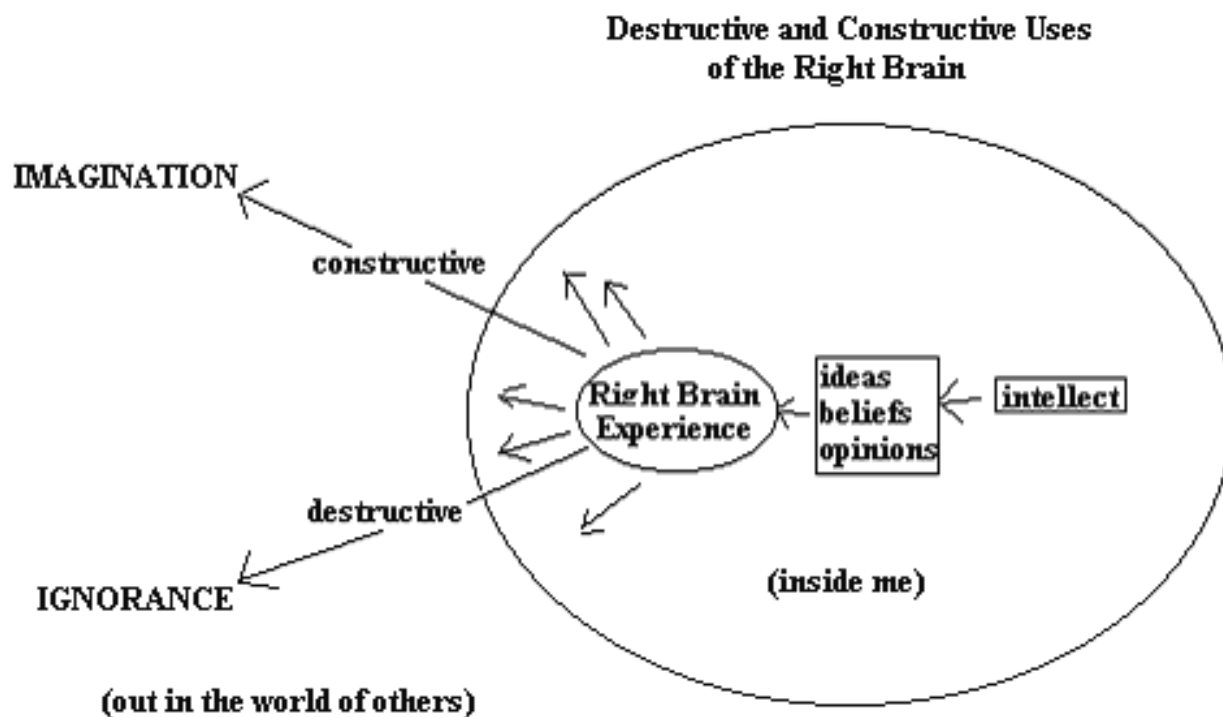 Destructive and Constructive Uses
of the Right Brain
IMAGINATION
constructive
Right Brain
Experience
ideas
beliefs
opinions
intellect
destructive
(inside me)
IGNORANCE
(out in the world of others)